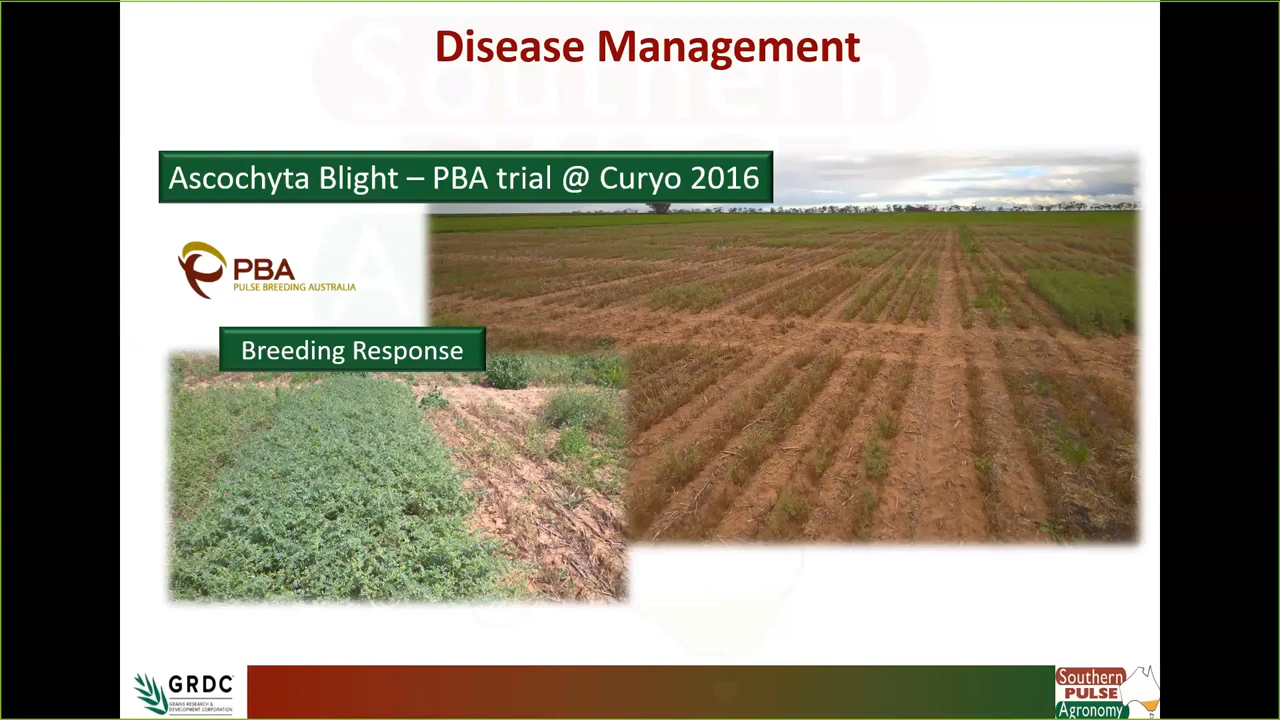 Disease Management
Ascochyta Blight – PBA trial @ Curyo 2016
PBA
PULSE BREEDING AUSTRALIA
Breeding Response
GRDC
GRAINS RESEARCH &
DEVELOPMENT CORPORATION
Southern
PULSE
Agronomy